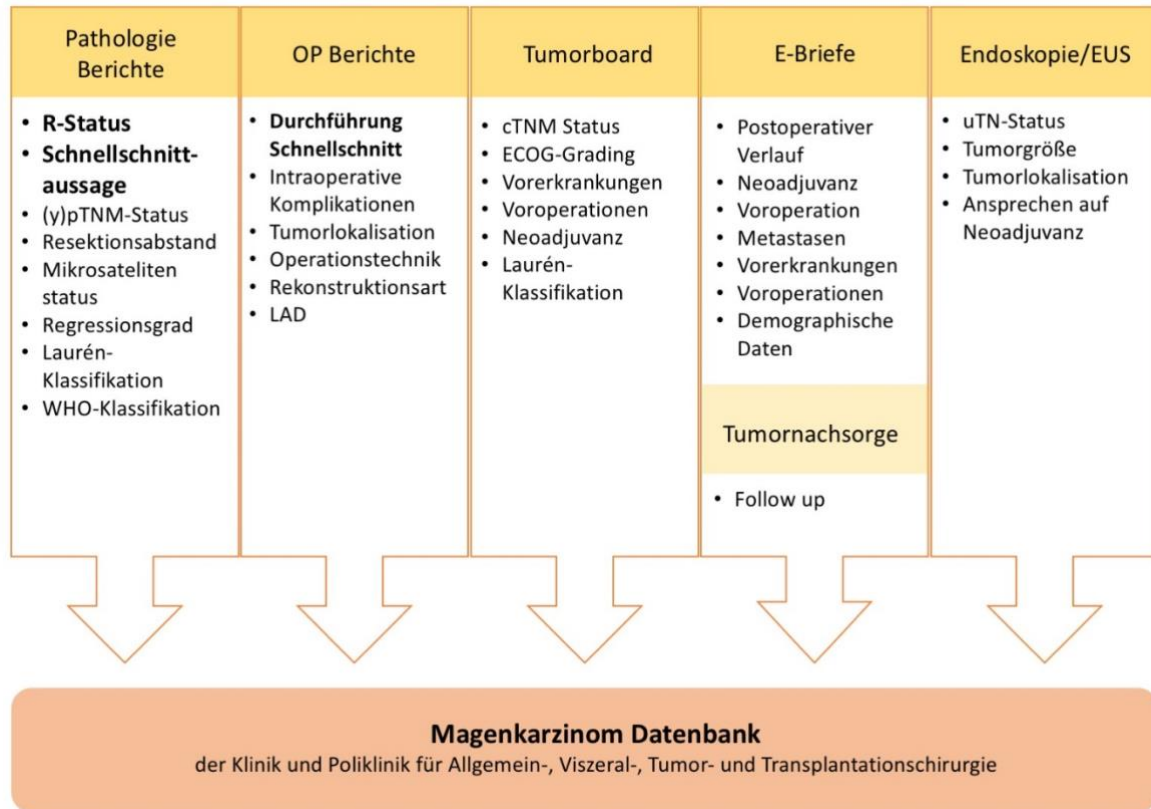 Pathologie
Berichte
• R-Status
• Schnellschnitt-
aussage
• (y)pTNM-Status
• Resektionsabstand
• Mikrosateliten
status
• Regressionsgrad
• Laurén-
Klassifikation
• WHO-Klassifikation
OP Berichte
• Durchführung
Schnellschnitt
• Intraoperative
Komplikationen
• Tumorlokalisation
• Operationstechnik
• Rekonstruktionsart
• LAD
Tumorboard
• cTNM Status
• ECOG-Grading
• Vorerkrankungen
• Voroperationen
• Neoadjuvanz
• Laurén-
Klassifikation
E-Briefe
• Postoperativer
Verlauf
• Neoadjuvanz
• Voroperation
• Metastasen
• Vorerkrankungen
• Voroperationen
• Demographische
Daten
Tumornachsorge
• Follow up
Endoskopie/EUS
• uTN-Status
• Tumorgröße
• Tumorlokalisation
• Ansprechen auf
Neoadjuvanz
Magenkarzinom Datenbank
der Klinik und Poliklinik für Allgemein-, Viszeral-, Tumor- und Transplantationschirurgie